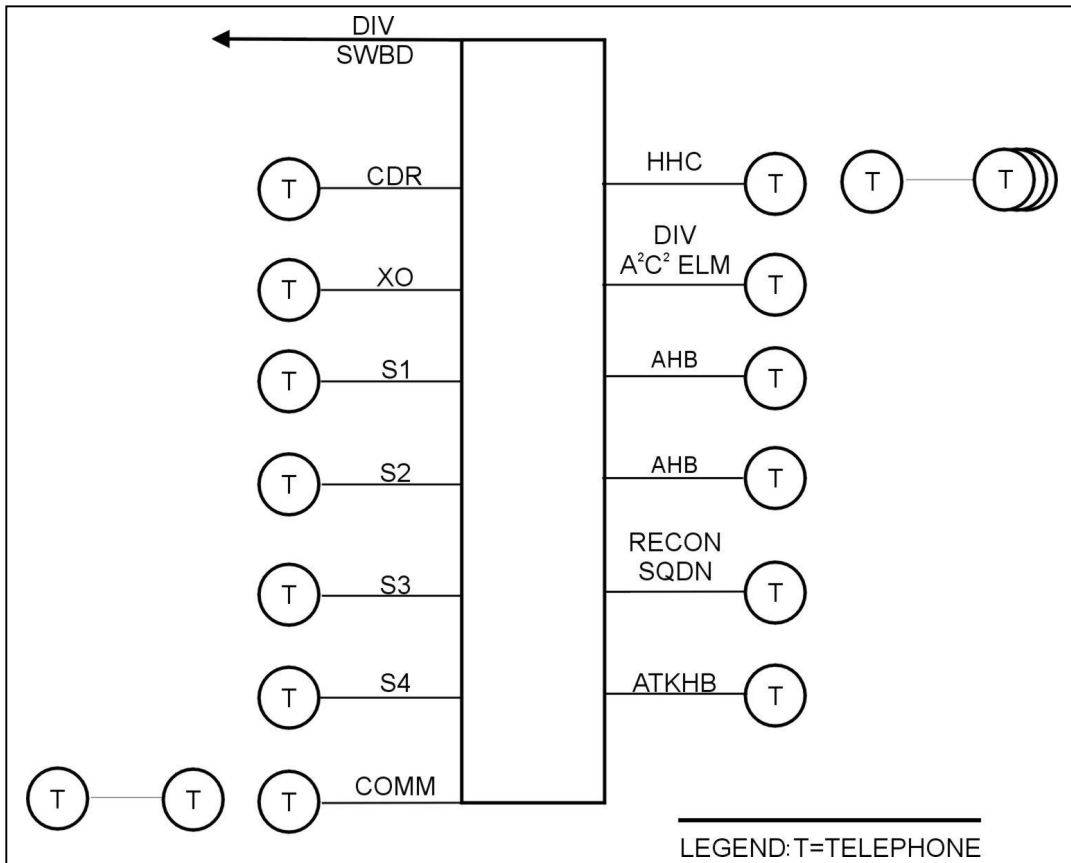 DIV
SWBD
T CDR
T XO
T S1
T S2
T S3
T S4
T T T COMM
HHC T T T
DIV
A²C² ELM T
AHB T
AHB T
RECON
SQDN T
ATKHB T
LEGEND: T=TELEPHONE